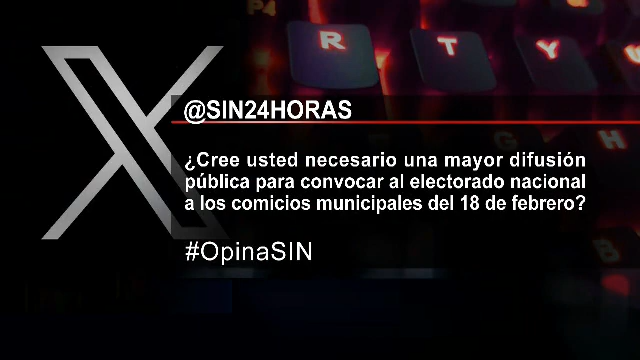 P4
R
T
Y
@SIN24HORAS
¿Cree usted necesario una mayor difusión
pública para convocar al electorado nacional
a los comicios municipales del 18 de febrero?
#OpinaSIN
G
H
B